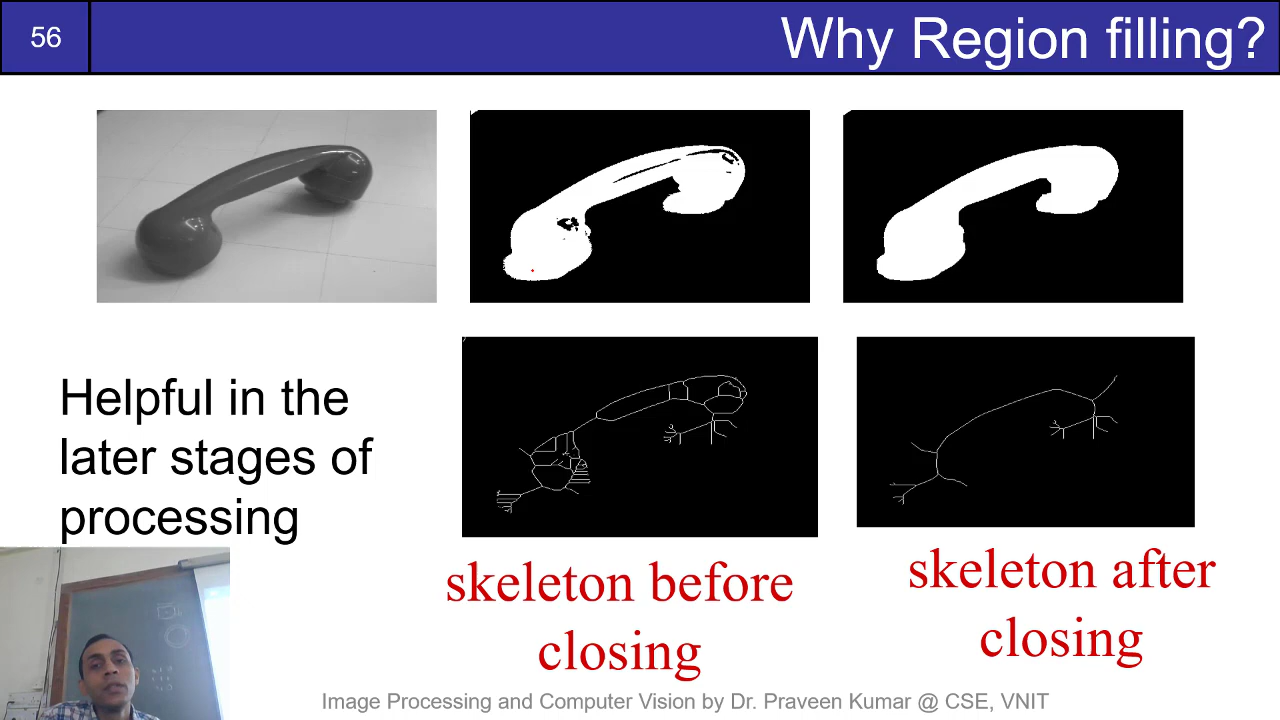 56
Why Region filling?
Helpful in the
later stages of
processing
skeleton before
closing
skeleton after
closing
Image Processing and Computer Vision by Dr. Praveen Kumar @ CSE, VNIT